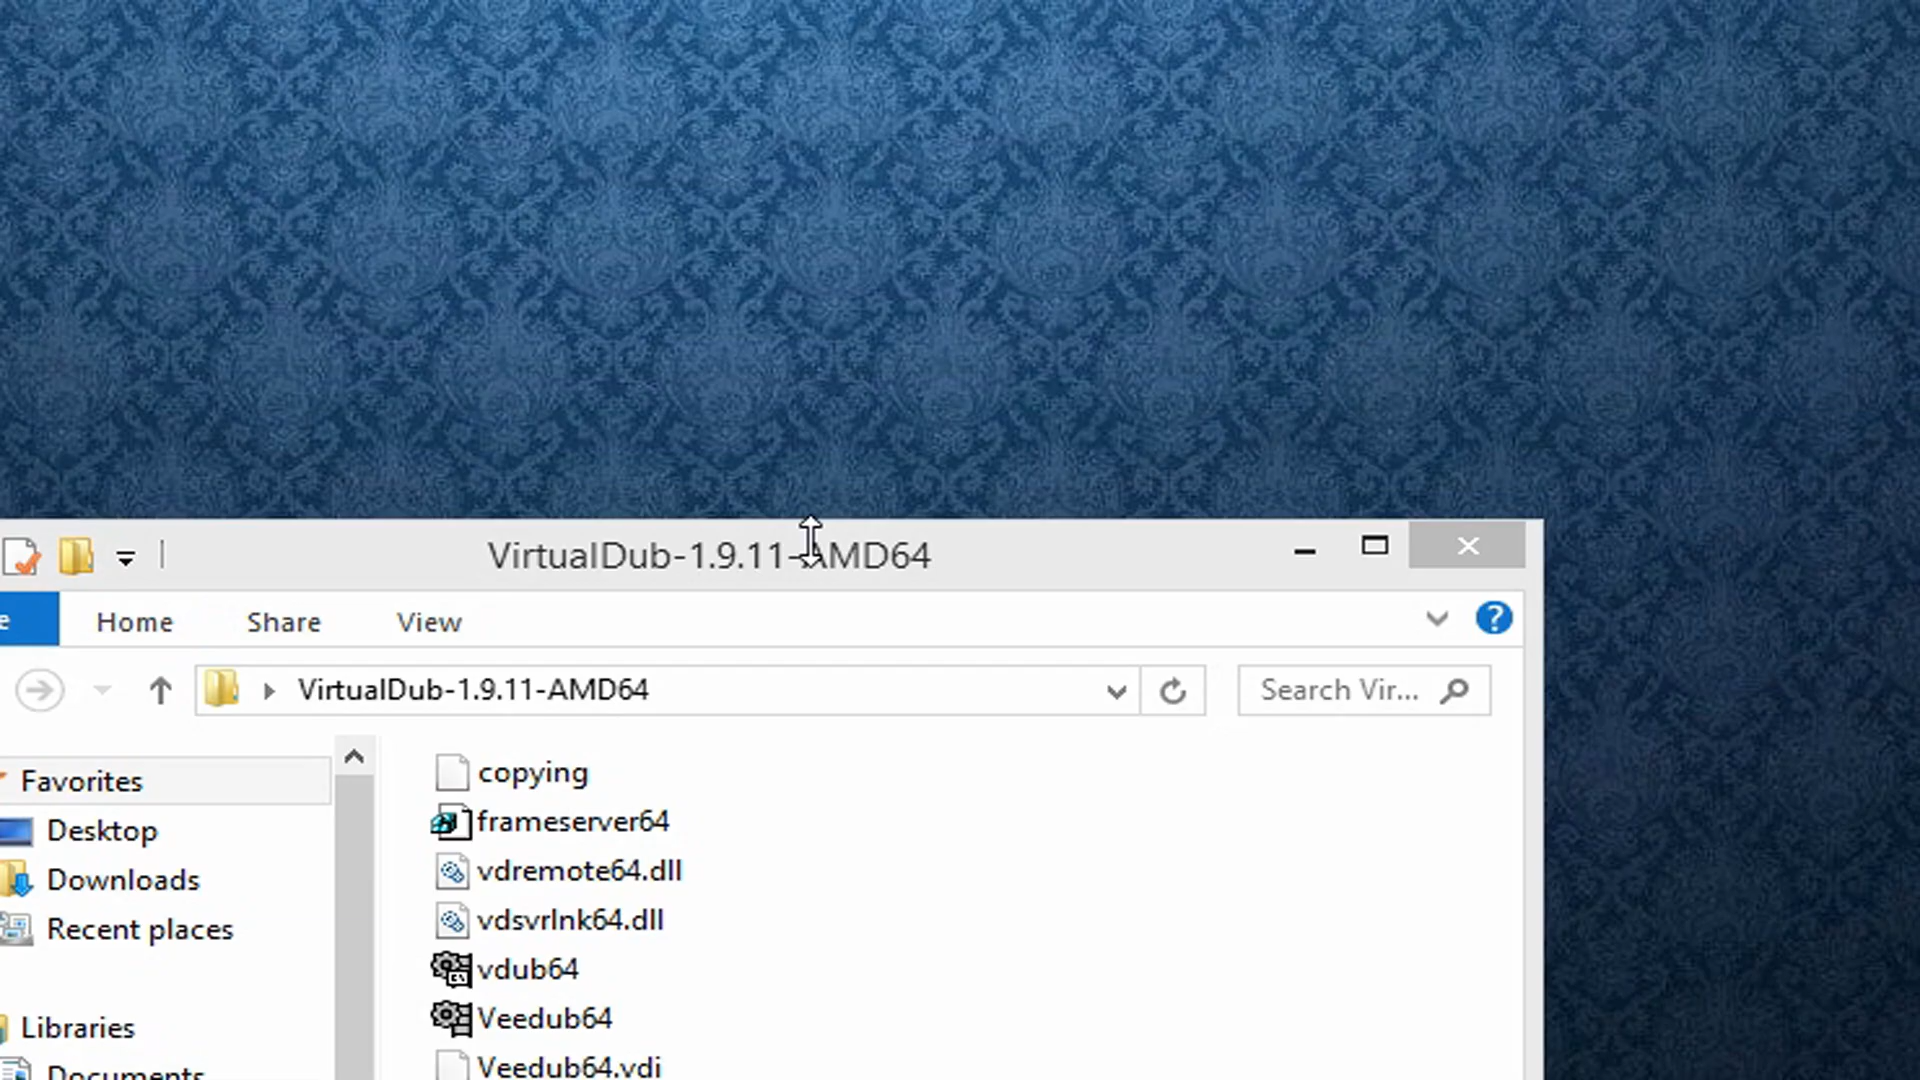 VirtualDub-1.9.11-AMD64
e Home Share View
VirtualDub-1.9.11-AMD64
Search Vir...
Favorites
Desktop
Downloads
Recent places
Libraries
Documents
copying
frameserver64
vdremote64.dll
vdsvrlnk64.dll
vdub64
Veedub64
Veedub64.vdi